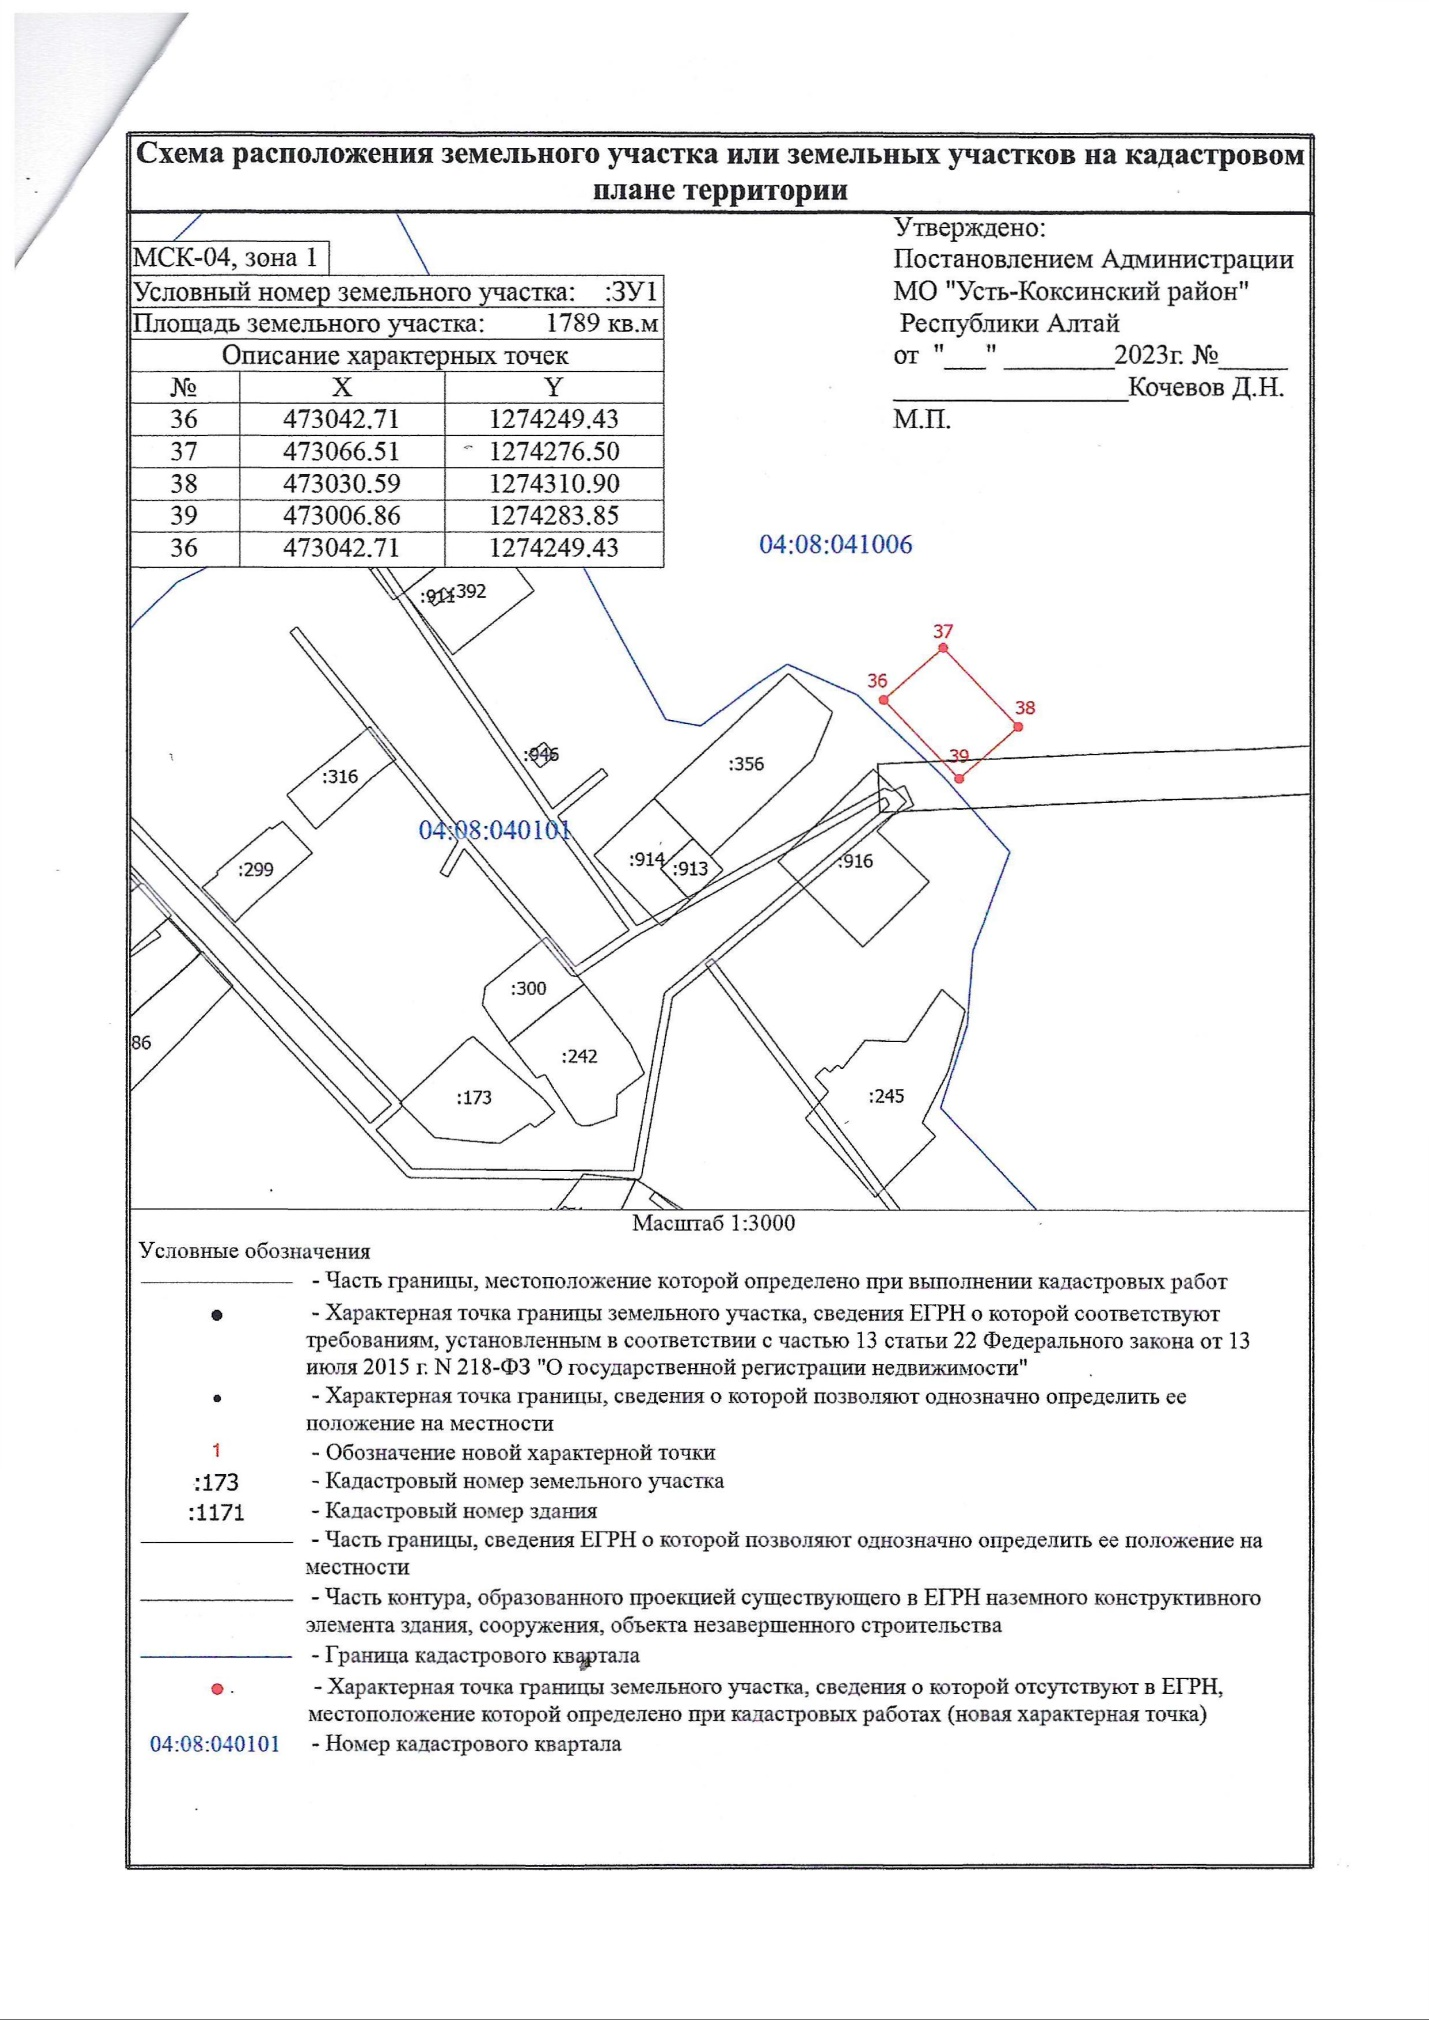 Схема расположения земельного участка или земельных участков на кадастровом
плане территории
МСК-04, зона 1
Условный номер земельного участка: :ЗУ1
Площадь земельного участка: 1789 кв.м
Описание характерных точек
№ X Y
36 473042.71 1274249.43
37 473066.51 1274276.50
38 473030.59 1274310.90
39 473006.86 1274283.85
36 473042.71 1274249.43
Утверждено:
Постановлением Администрации
МО "Усть-Коксинский район"
Республики Алтай
от "___" ________2023г. №_____
_________________Кочевов Д.Н.
М.П.
04:08:041006
:911
:392
37
36
38
39
:946
:316
:356
04:08:040101
:299
:914
:913
:916
:300
86
:242
:173
:245
Масштаб 1:3000
Условные обозначения
- Часть границы, местоположение которой определено при выполнении кадастровых работ
- Характерная точка границы земельного участка, сведения ЕГРН о которой соответствуют
требованиям, установленным в соответствии с частью 13 статьи 22 Федерального закона от 13
июля 2015 г. N 218-ФЗ "О государственной регистрации недвижимости"
- Характерная точка границы, сведения о которой позволяют однозначно определить ее
положение на местности
1 - Обозначение новой характерной точки
:173 - Кадастровый номер земельного участка
:1171 - Кадастровый номер здания
- Часть границы, сведения ЕГРН о которой позволяют однозначно определить ее положение на
местности
- Часть контура, образованного проекцией существующего в ЕГРН наземного конструктивного
элемента здания, сооружения, объекта незавершенного строительства
- Граница кадастрового квартала
- Характерная точка границы земельного участка, сведения о которой отсутствуют в ЕГРН,
местоположение которой определено при кадастровых работах (новая характерная точка)
04:08:040101 - Номер кадастрового квартала